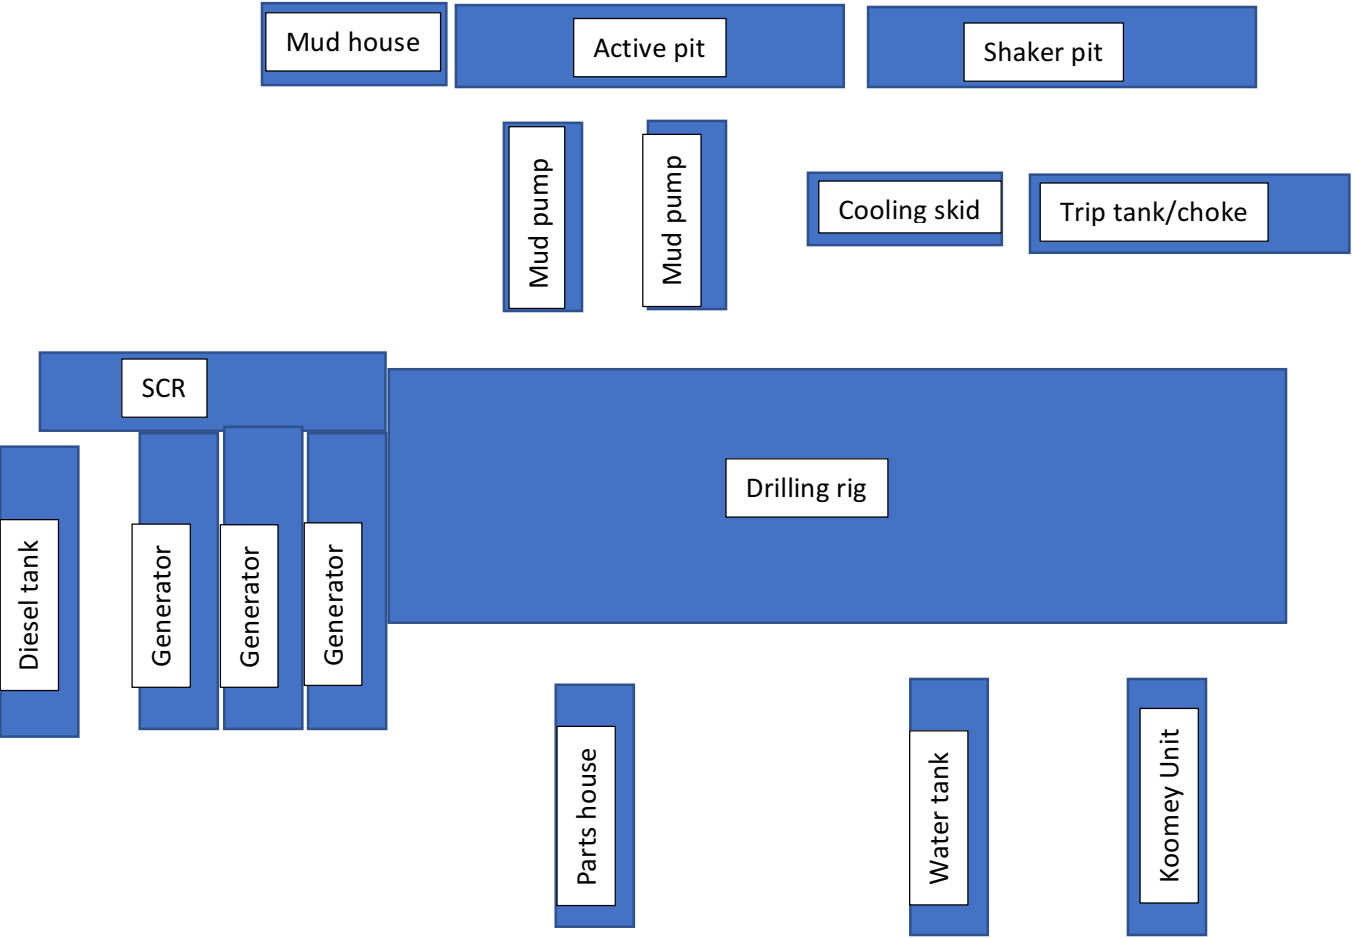 Mud house
Active pit
Shaker pit
Mud pump
Mud pump
Cooling skid
Trip tank/choke
SCR
Drilling rig
Diesel tank
Generator
Generator
Generator
Parts house
Water tank
Koomey Unit